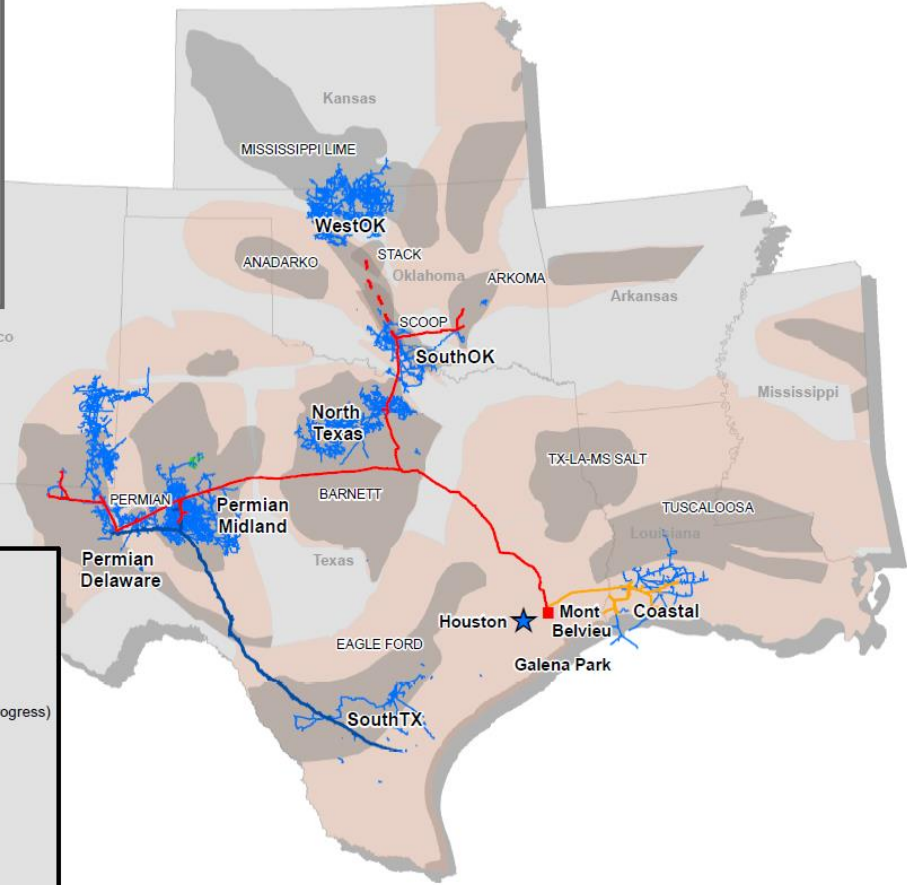 Kansas
MISSISSIPPI LIME
WestOK
STACK
ANADARKO
Oklahoma
ARKOMA
Arkansas
SCOOP
co
SouthOK
Mississippi
North
Texas
TX-LA-MS SALT
BARNETT
PERMIAN
Permian
Midland
TUSCALOOSA
Louisiana
Texas
Permian
Delaware
Houston
Mont
Belvieu
Coastal
EAGLE FORD
Galena Park
ogress)
SouthTX